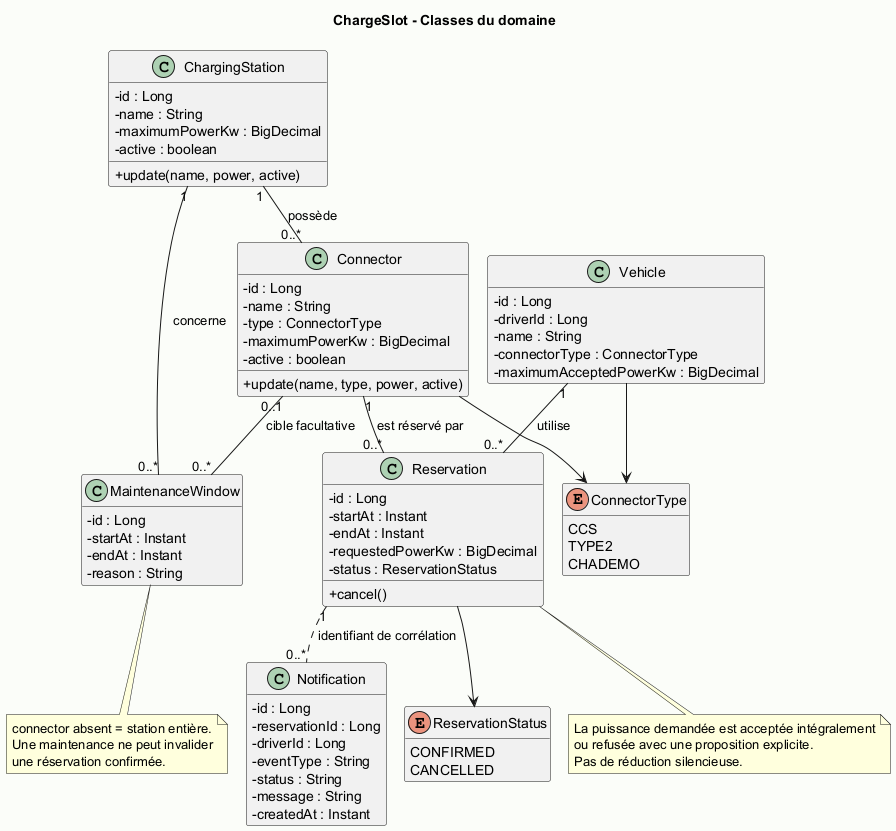 ChargeSlot - Classes du domaine
C ChargingStation
-id : Long
-name : String
-maximumPowerKw : BigDecimal
-active : boolean
+update(name, power, active)
1
1
possède
0..*
C Connector
-id : Long
-name : String
-type : ConnectorType
-maximumPowerKw : BigDecimal
-active : boolean
+update(name, type, power, active)
C Vehicle
-id : Long
-driverId : Long
-name : String
-connectorType : ConnectorType
-maximumAcceptedPowerKw : BigDecimal
concerne
0..1
cible facultative
1
est réservé par
1
utilise
0..*
0..*
0..*
0..*
C MaintenanceWindow
-id : Long
-startAt : Instant
-endAt : Instant
-reason : String
C Reservation
-id : Long
-startAt : Instant
-endAt : Instant
-requestedPowerKw : BigDecimal
-status : ReservationStatus
+cancel()
E ConnectorType
CCS
TYPE2
CHADEMO
1
identifiant de corrélation
0..*
C Notification
-id : Long
-reservationId : Long
-driverId : Long
-eventType : String
-status : String
-message : String
-createdAt : Instant
E ReservationStatus
CONFIRMED
CANCELLED
connector absent = station entière.
Une maintenance ne peut invalider
une réservation confirmée.
La puissance demandée est acceptée intégralement
ou refusée avec une proposition explicite.
Pas de réduction silencieuse.